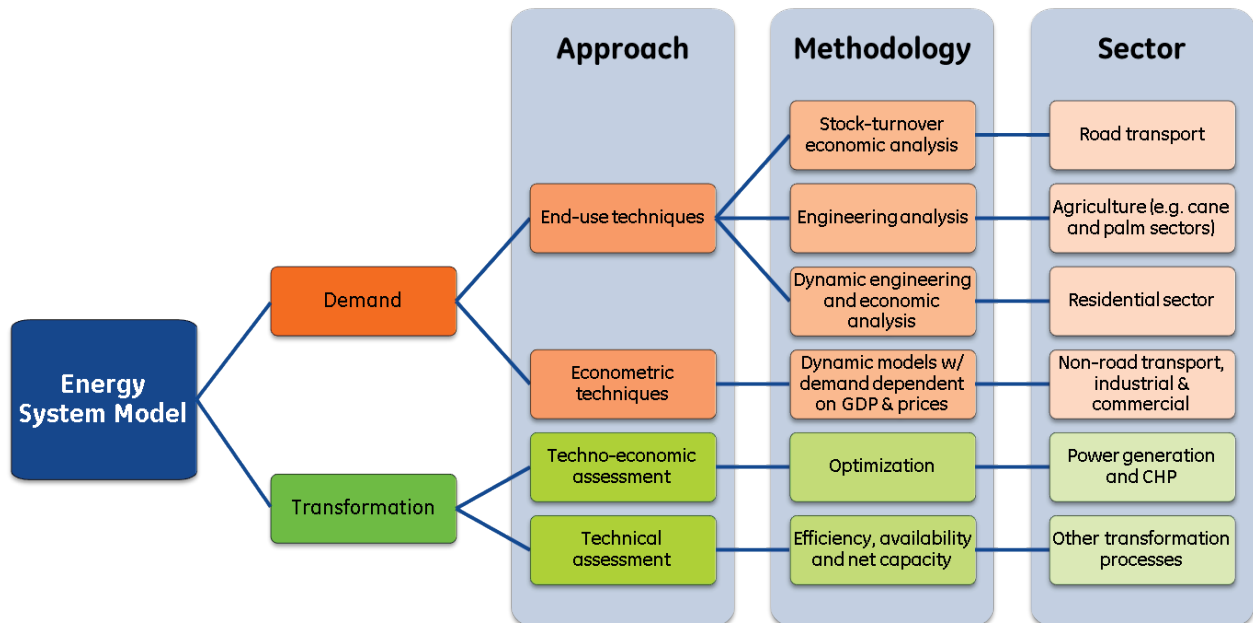 Approach
Methodology
Sector
Energy
System Model
Demand
Transformation
End-use techniques
Econometric
techniques
Techno-economic
assessment
Technical
assessment
Stock-turnover
economic analysis
Engineering analysis
Dynamic engineering
and economic
analysis
Dynamic models w/
demand dependent
on GDP & prices
Optimization
Efficiency, availability
and net capacity
Road transport
Agriculture (e.g. cane
and palm sectors)
Residential sector
Non-road transport,
industrial &
commercial
Power generation
and CHP
Other transformation
processes